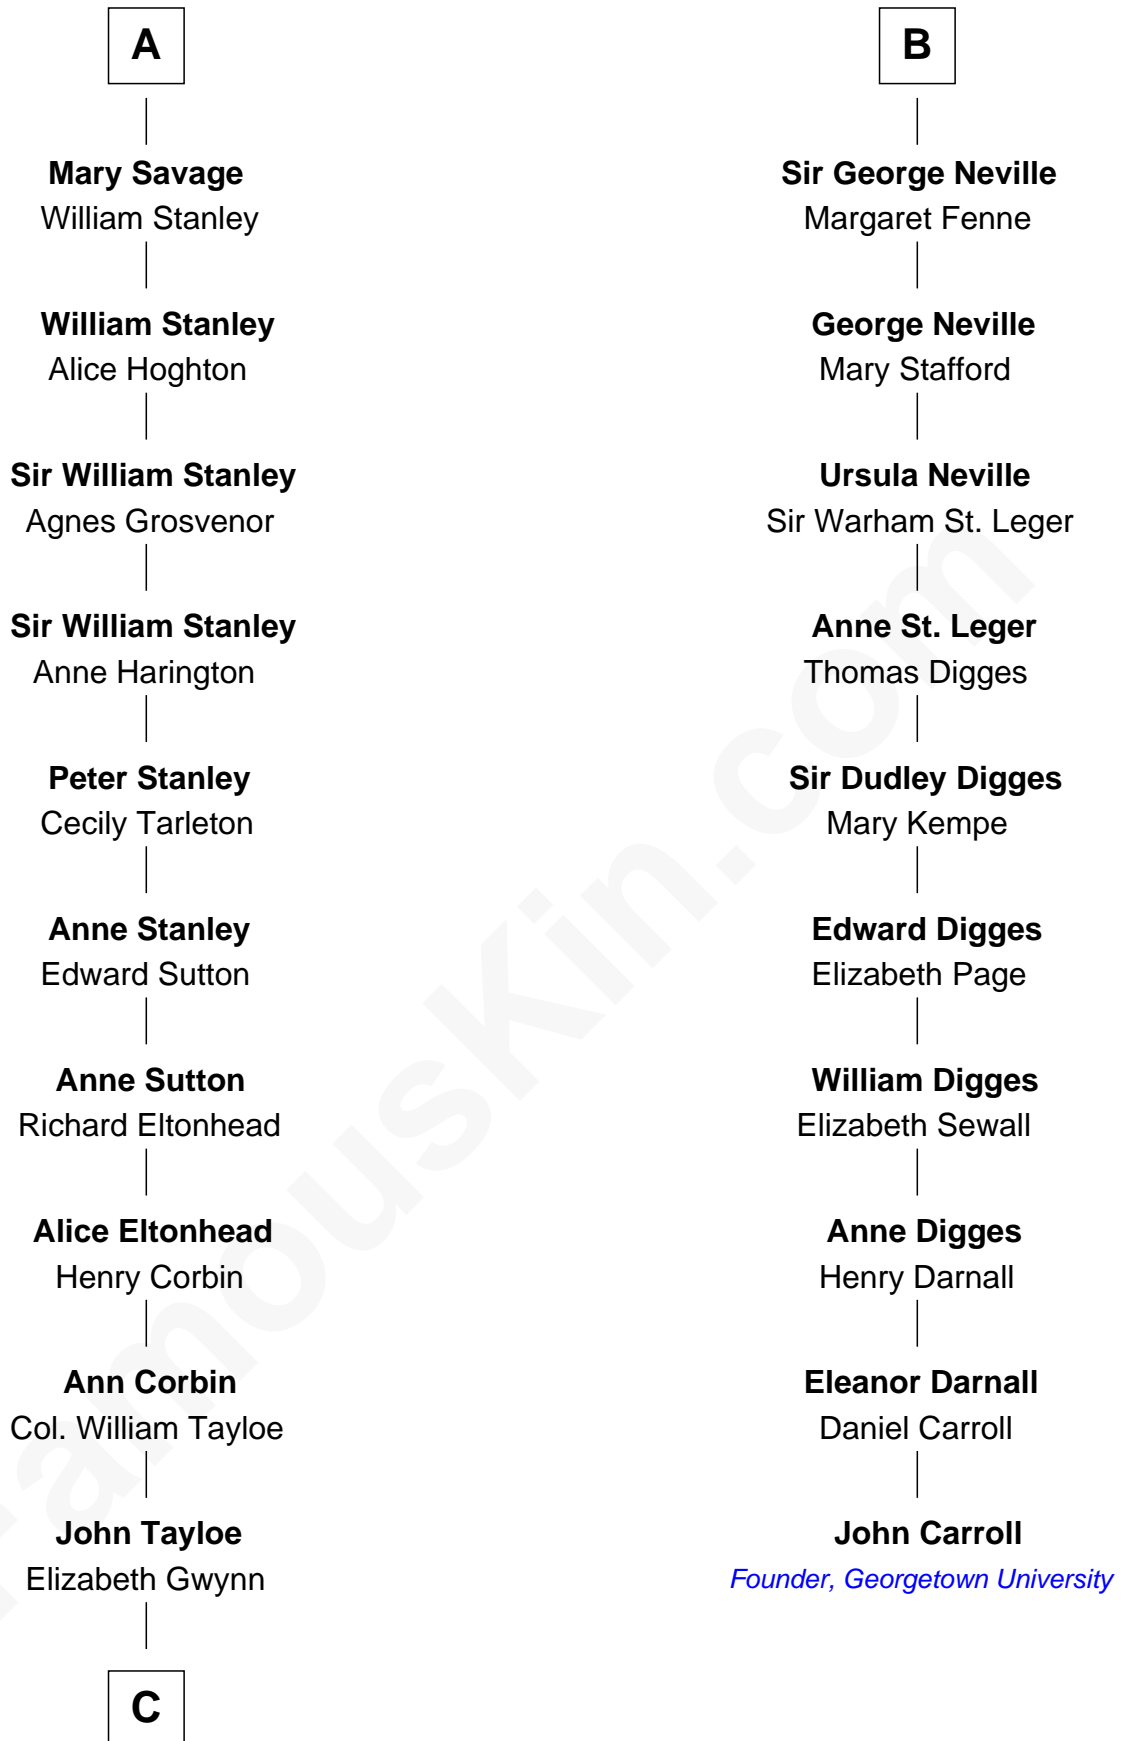 A
Mary Savage
William Stanley
William Stanley
Alice Hoghton
Sir William Stanley
Agnes Grosvenor
Sir William Stanley
Anne Harington
Peter Stanley
Cecily Tarleton
Anne Stanley
Edward Sutton
Anne Sutton
Richard Eltonhead
Alice Eltonhead
Henry Corbin
Ann Corbin
Col. William Tayloe
John Tayloe
Elizabeth Gwynn
C
B
Sir George Neville
Margaret Fenne
George Neville
Mary Stafford
Ursula Neville
Sir Warham St. Leger
Anne St. Leger
Thomas Digges
Sir Dudley Digges
Mary Kempe
Edward Digges
Elizabeth Page
William Digges
Elizabeth Sewall
Anne Digges
Henry Darnall
Eleanor Darnall
Daniel Carroll
John Carroll
Founder, Georgetown University
FamousKin.com